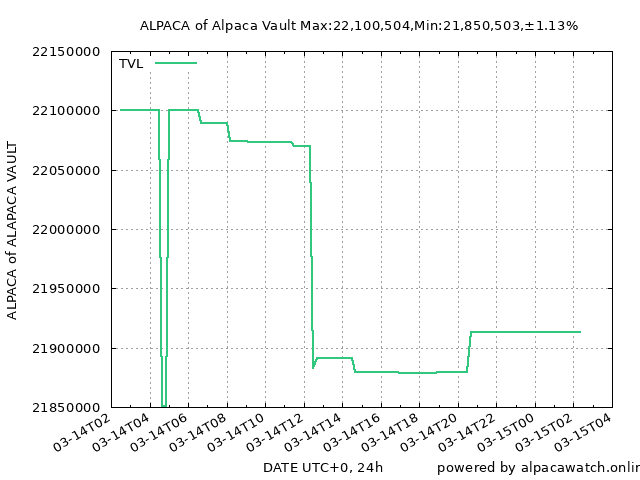 ALPACA of Alpaca Vault Max:22,100,504,Min:21,850,503,±1.13%
TVL
ALPACA of ALAPACA VAULT
22150000
22100000
22050000
22000000
21950000
21900000
21850000
03-14T02
03-14T04
03-14T06
03-14T08
03-14T10
03-14T12
03-14T14
03-14T16
03-14T18
03-14T20
03-14T22
03-15T00
03-15T02
03-15T04
DATE UTC+0, 24h
powered by alpacawatch.onlin